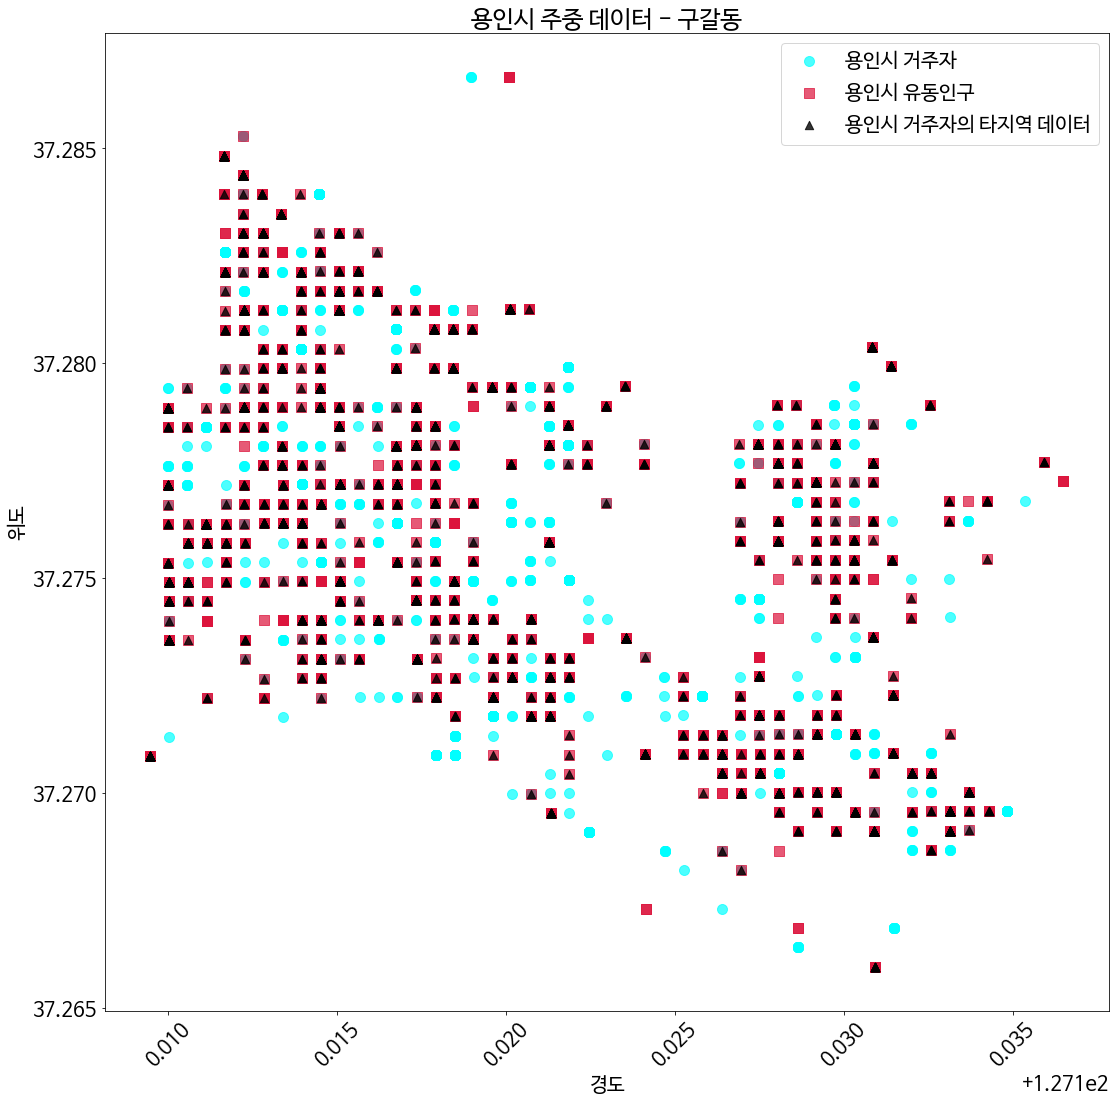 용인시 주중 데이터 - 구갈동
용인시 거주자
용인시 유동인구
용인시 거주자의 타지역 데이터
37.285
37.280
37.275
37.270
37.265
위도
0.010
0.015
0.020
0.025
0.030
0.035
경도
+1.271e2